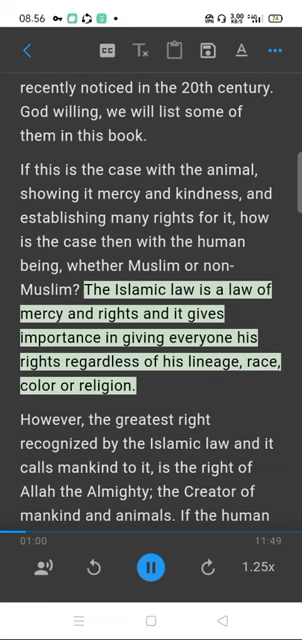 08.56
3,00
KB/S
4G
74
CC
recently noticed in the 20th century.
God willing, we will list some of
them in this book.
If this is the case with the animal,
showing it mercy and kindness, and
establishing many rights for it, how
is the case then with the human
being, whether Muslim or non-
Muslim? The Islamic law is a law of
mercy and rights and it gives
importance in giving everyone his
rights regardless of his lineage, race,
color or religion.
However, the greatest right
recognized by the Islamic law and it
calls mankind to it, is the right of
Allah the Almighty; the Creator of
mankind and animals. If the human
01:00
11:49
1.25x